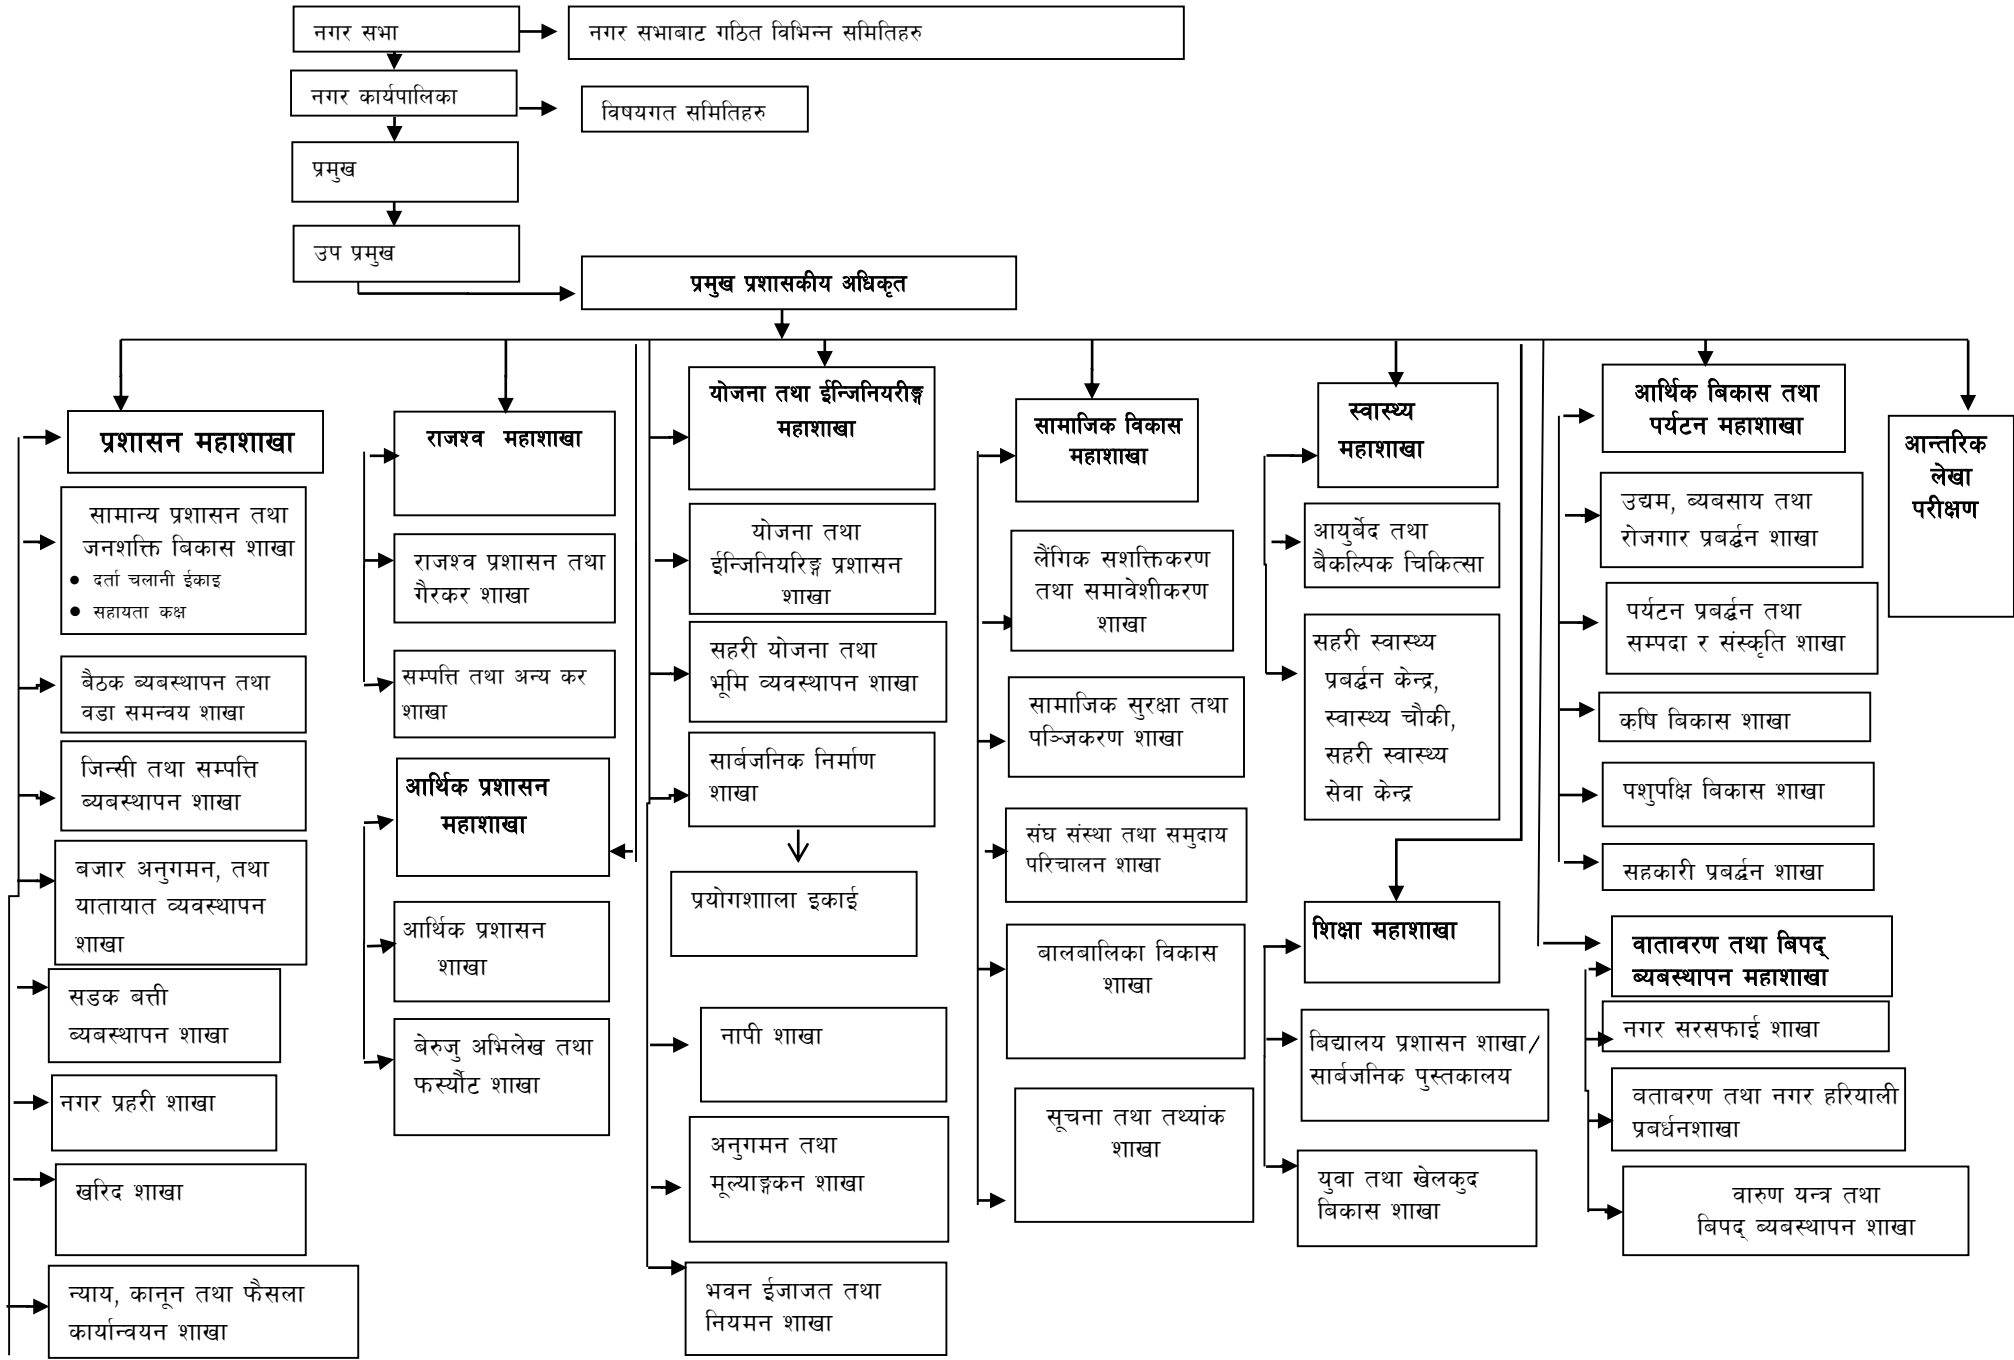 नगर सभा
नगर सभाबाट गठित विभिन्न समितिहरु
नगर कार्यपालिका
विषयगत समितिहरु
प्रमुख
उप प्रमुख
प्रमुख प्रशासकीय अधिकृत
प्रशासन महाशाखा
सामान्य प्रशासन तथा
जनशक्ति बिकास शाखा
• दर्ता चलानी ईकाइ
• सहायता कक्ष
बैठक ब्यबस्थापन तथा
वडा समन्वय शाखा
जिन्सी तथा सम्पत्ति
ब्यबस्थापन शाखा
बजार अनुगमन, तथा
यातायात व्यवस्थापन
शाखा
सडक बत्ती
ब्यबस्थापन शाखा
नगर प्रहरी शाखा
खरिद शाखा
न्याय, कानून तथा फैसला
कार्यान्वयन शाखा
राजश्व महाशाखा
राजश्व प्रशासन तथा
गैरकर शाखा
सम्पत्ति तथा अन्य कर
शाखा
आर्थिक प्रशासन
महाशाखा
आर्थिक प्रशासन
शाखा
बेरुजु अभिलेख तथा
फर्स्यौट शाखा
योजना तथा ईन्जिनियरीङ्ग
महाशाखा
योजना तथा
ईन्जिनियरिङ्ग प्रशासन
शाखा
सहरी योजना तथा
भूमि व्यवस्थापन शाखा
सार्बजनिक निर्माण
शाखा
प्रयोगशााला इकाई
नापी शाखा
अनुगमन तथा
मूल्याङ्गकन शाखा
भवन ईजाजत तथा
नियमन शाखा
सामाजिक विकास
महाशाखा
लैंगिक सशक्तिकरण
तथा समावेशीकरण
शाखा
सामाजिक सुरक्षा तथा
पञ्जिकरण शाखा
संघ संस्था तथा समुदाय
परिचालन शाखा
बालबालिका विकास
शाखा
सूचना तथा तथ्यांक
शाखा
स्वास्थ्य
महाशाखा
आयुर्बेद तथा
बैकल्पिक चिकित्सा
सहरी स्वास्थ्य
प्रबर्द्धन केन्द्र,
स्वास्थ्य चौकी,
सहरी स्वास्थ्य
सेवा केन्द्र
शिक्षा महाशाखा
बिद्यालय प्रशासन शाखा/
सार्बजनिक पुस्तकालय
युवा तथा खेलकुद
बिकास शाखा
आर्थिक बिकास तथा
पर्यटन महाशाखा
उद्यम, ब्यबसाय तथा
रोजगार प्रबर्द्धन शाखा
पर्यटन प्रबर्द्धन तथा
सम्पदा र संस्कृति शाखा
कृषि बिकास शाखा
पशुपक्षि बिकास शाखा
सहकारी प्रबर्द्धन शाखा
वातावरण तथा बिपद्
ब्यबस्थापन महाशाखा
नगर सरसफाई शाखा
वताबरण तथा नगर हरियाली
प्रबर्धनशाखा
वारुण यन्त्र तथा
बिपद् ब्यबस्थापन शाखा
आन्तरिक
लेखा
परीक्षण